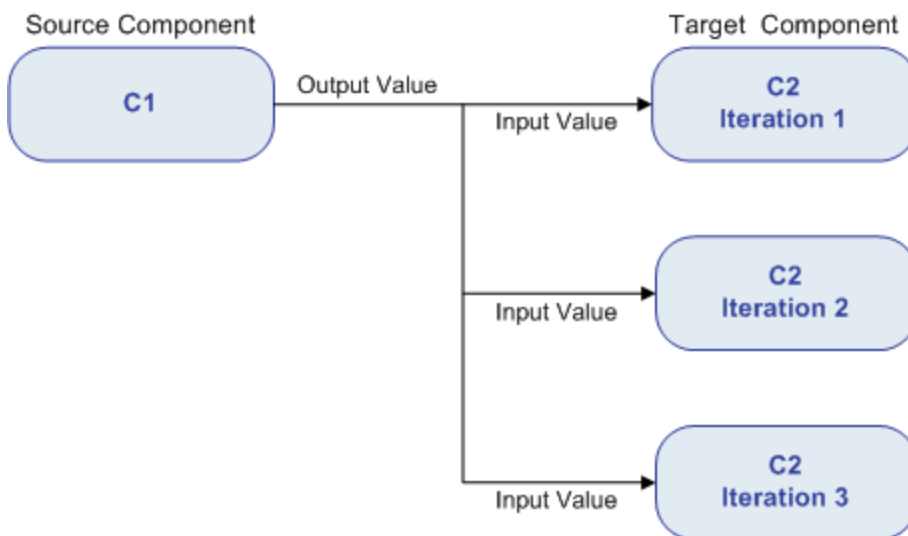 Source Component
Target Component
C1
Output Value
Input Value
C2
Iteration 1
Input Value
C2
Iteration 2
Input Value
C2
Iteration 3